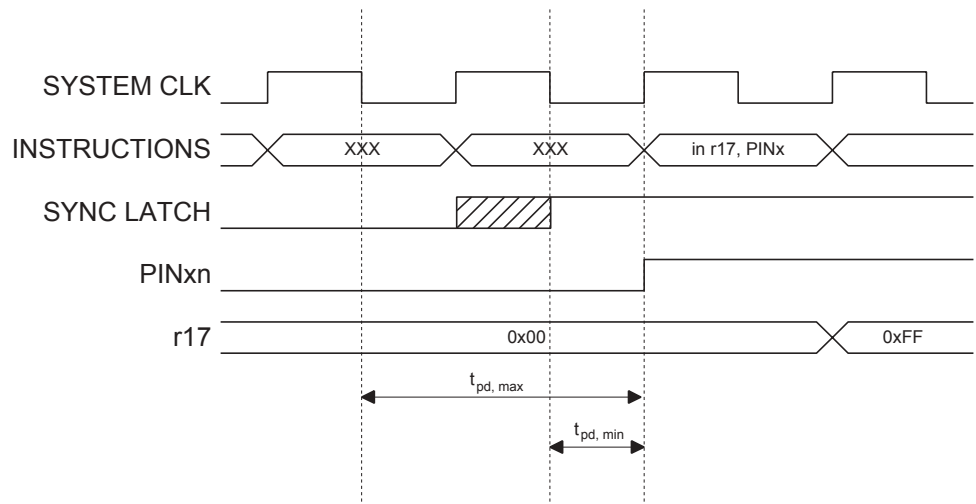 SYSTEM CLK
INSTRUCTIONS XXX XXX in r17, PINx
SYNC LATCH
PINxn
r17 0x00 0xFF
tpd, max
tpd, min